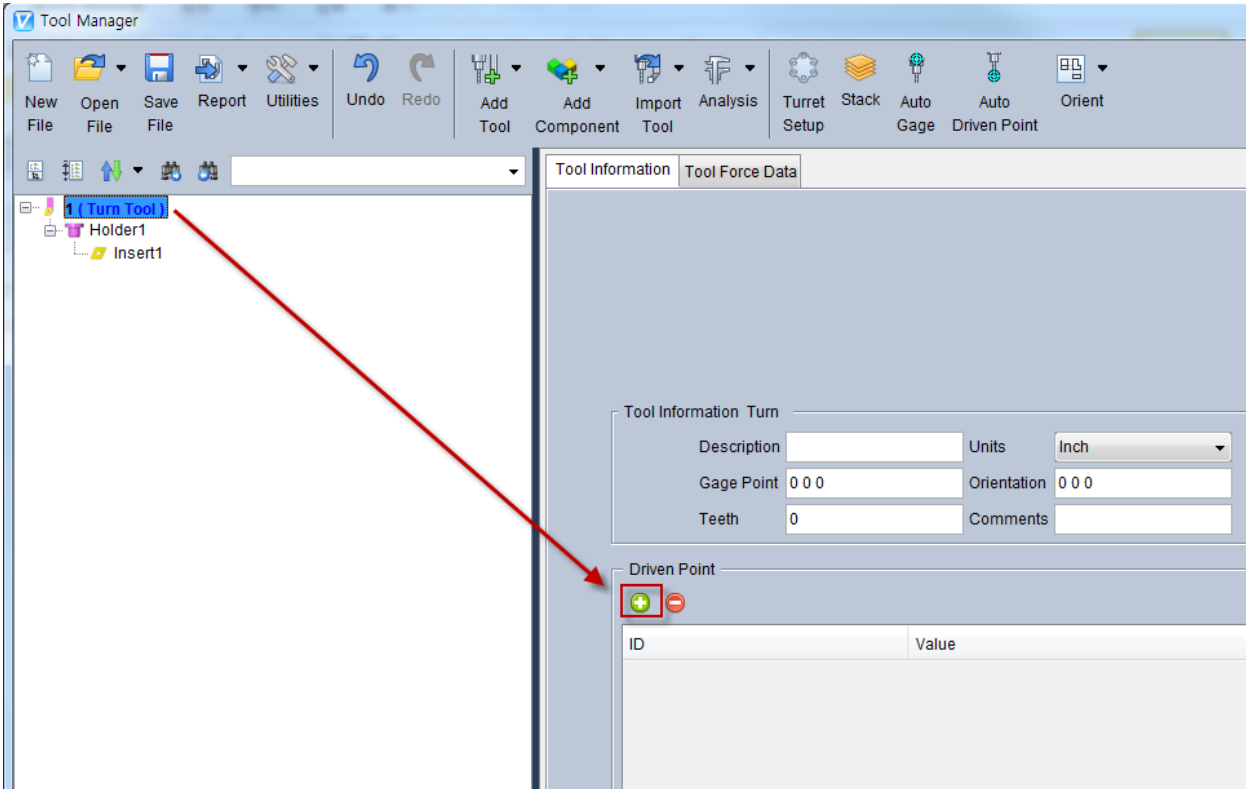 Tool Manager
New File
Open File
Save File
Report
Utilities
Undo
Redo
Add Tool
Add Component
Import Tool
Analysis
Turret Setup
Stack
Auto Gage
Auto Driven Point
Orient
Tool Information
Tool Force Data
1 ( Turn Tool )
Holder1
Insert1
Tool Information Turn
Description
Units
Inch
Gage Point
0 0 0
Orientation
0 0 0
Teeth
0
Comments
Driven Point
ID
Value